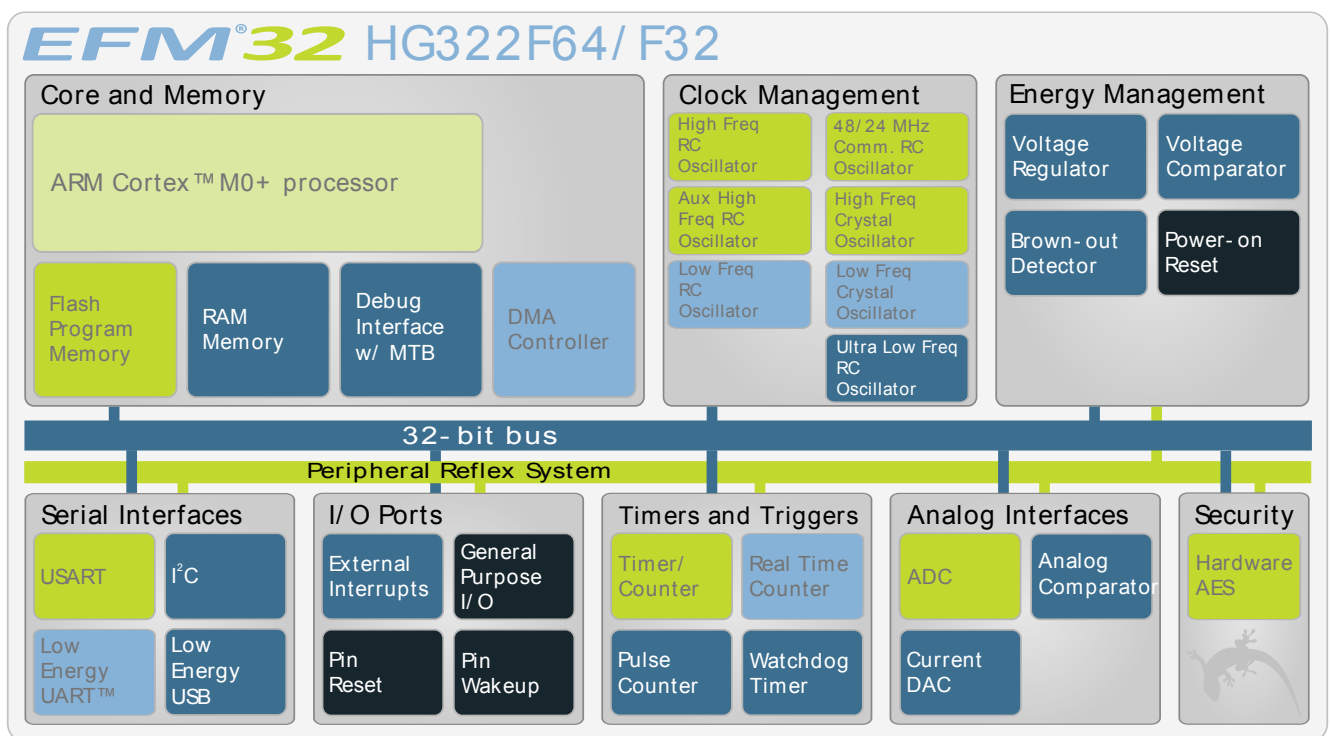 EFM®32 HG322F64/F32
Core and Memory
ARM Cortex™ M0+ processor
Flash
Program
Memory
RAM
Memory
Debug
Interface
w/ MTB
DMA
Controller
Clock Management
High Freq
RC
Oscillator
48/24 MHz
Comm. RC
Oscillator
Aux High
Freq RC
Oscillator
High Freq
Crystal
Oscillator
Low Freq
RC
Oscillator
Low Freq
Crystal
Oscillator
Ultra Low Freq
RC
Oscillator
Energy Management
Voltage
Regulator
Voltage
Comparator
Brown-out
Detector
Power-on
Reset
32-bit bus
Peripheral Reflex System
Serial Interfaces
USART
I²C
Low
Energy
UART™
Low
Energy
USB
I/O Ports
External
Interrupts
General
Purpose
I/O
Pin
Reset
Pin
Wakeup
Timers and Triggers
Timer/
Counter
Real Time
Counter
Pulse
Counter
Watchdog
Timer
Analog Interfaces
ADC
Analog
Comparator
Current
DAC
Security
Hardware
AES